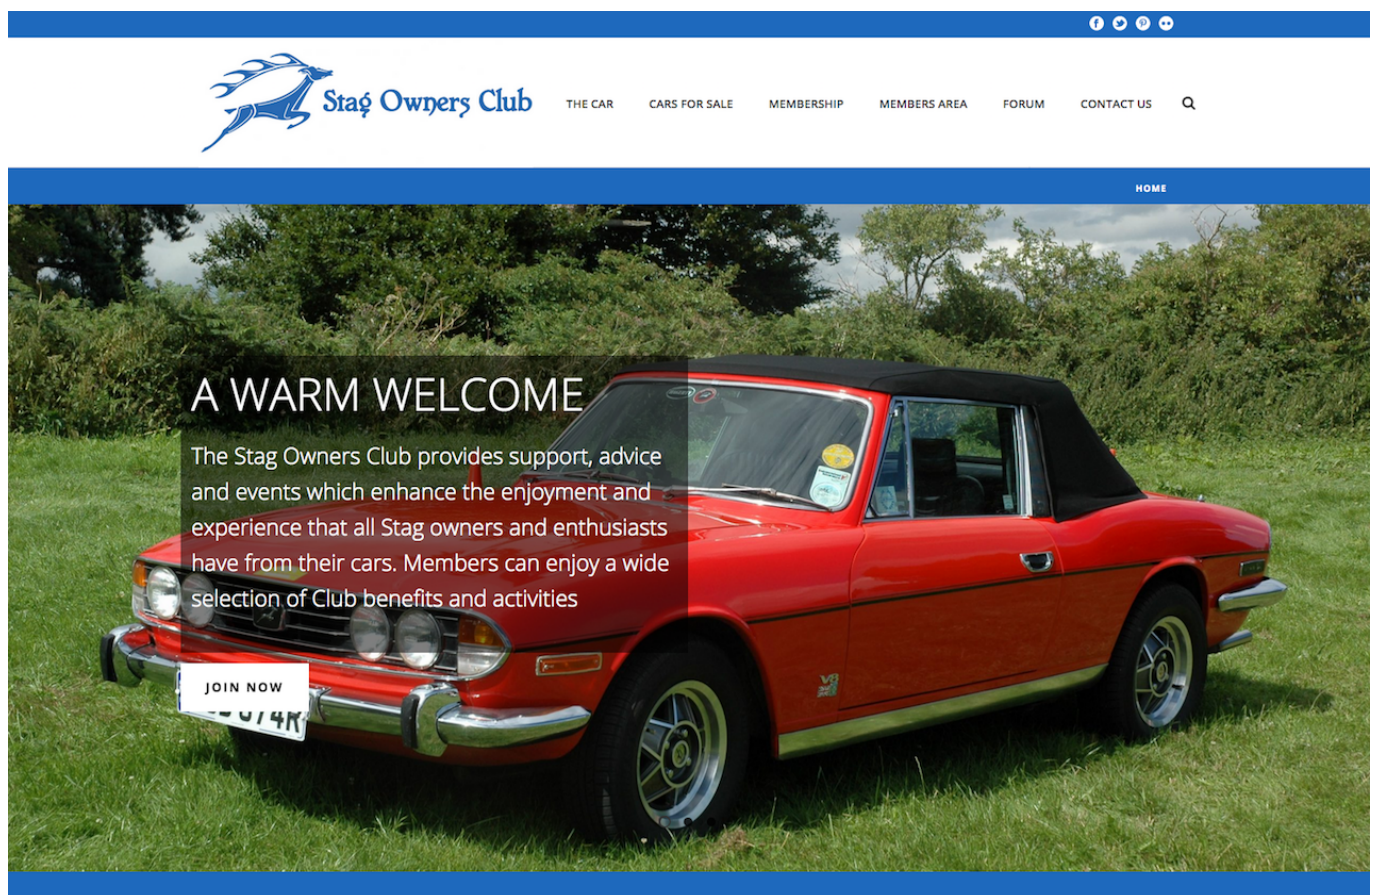 Stag Owners Club
THE CAR
CARS FOR SALE
MEMBERSHIP
MEMBERS AREA
FORUM
CONTACT US
HOME
A WARM WELCOME
The Stag Owners Club provides support, advice
and events which enhance the enjoyment and
experience that all Stag owners and enthusiasts
have from their cars. Members can enjoy a wide
selection of Club benefits and activities
JOIN NOW
V8